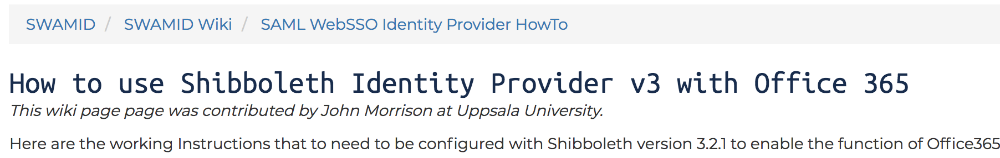 SWAMID / SWAMID Wiki / SAML WebSSO Identity Provider HowTo
How to use Shibboleth Identity Provider v3 with Office 365
This wiki page page was contributed by John Morrison at Uppsala University.
Here are the working Instructions that to need to be configured with Shibboleth version 3.2.1 to enable the function of Office365